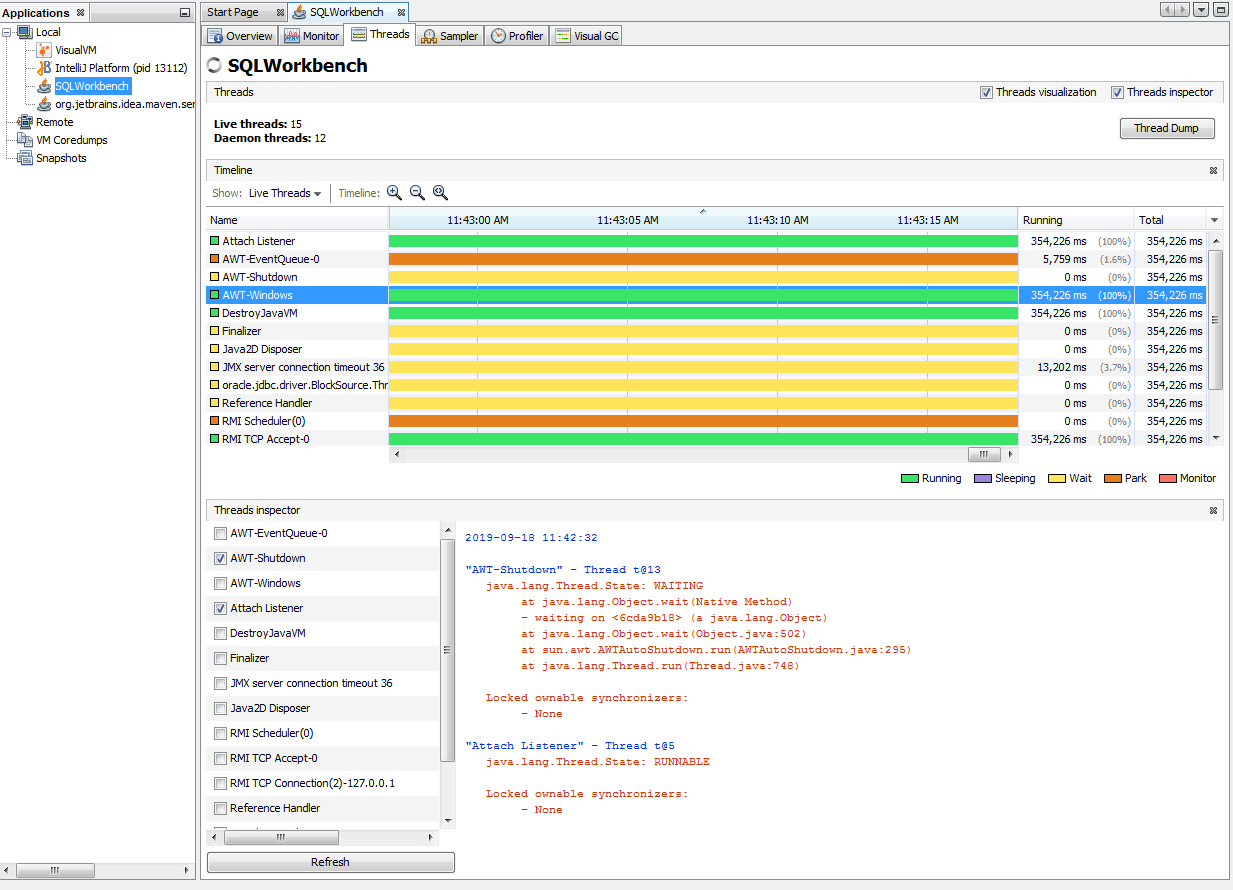 Applications
Local
VisualVM
IntelliJ Platform (pid 13112)
SQLWorkbench
org.jetbrains.idea.maven.ser
Remote
VM Coredumps
Snapshots
Start Page
SQLWorkbench
Overview
Monitor
Threads
Sampler
Profiler
Visual GC
SQLWorkbench
Threads
Threads visualization
Threads inspector
Live threads: 15
Daemon threads: 12
Thread Dump
Timeline
Show: Live Threads
Timeline:
Name 11:43:00 AM 11:43:05 AM 11:43:10 AM 11:43:15 AM Running Total
Attach Listener 354,226 ms (100%) 354,226 ms
AWT-EventQueue-0 5,759 ms (1.6%) 354,226 ms
AWT-Shutdown 0 ms (0%) 354,226 ms
AWT-Windows 354,226 ms (100%) 354,226 ms
DestroyJavaVM 354,226 ms (100%) 354,226 ms
Finalizer 0 ms (0%) 354,226 ms
Java2D Disposer 0 ms (0%) 354,226 ms
JMX server connection timeout 36 13,202 ms (3.7%) 354,226 ms
oracle.jdbc.driver.BlockSource.Thr 0 ms (0%) 354,226 ms
Reference Handler 0 ms (0%) 354,226 ms
RMI Scheduler(0) 0 ms (0%) 354,226 ms
RMI TCP Accept-0 354,226 ms (100%) 354,226 ms
Running Sleeping Wait Park Monitor
Threads inspector
AWT-EventQueue-0
AWT-Shutdown
AWT-Windows
Attach Listener
DestroyJavaVM
Finalizer
JMX server connection timeout 36
Java2D Disposer
RMI Scheduler(0)
RMI TCP Accept-0
RMI TCP Connection(2)-127.0.0.1
Reference Handler
Refresh
2019-09-18 11:42:32
"AWT-Shutdown" - Thread t@13
java.lang.Thread.State: WAITING
at java.lang.Object.wait(Native Method)
- waiting on <6cda9b18> (a java.lang.Object)
at java.lang.Object.wait(Object.java:502)
at sun.awt.AWTAutoShutdown.run(AWTAutoShutdown.java:295)
at java.lang.Thread.run(Thread.java:748)
Locked ownable synchronizers:
- None
"Attach Listener" - Thread t@5
java.lang.Thread.State: RUNNABLE
Locked ownable synchronizers:
- None